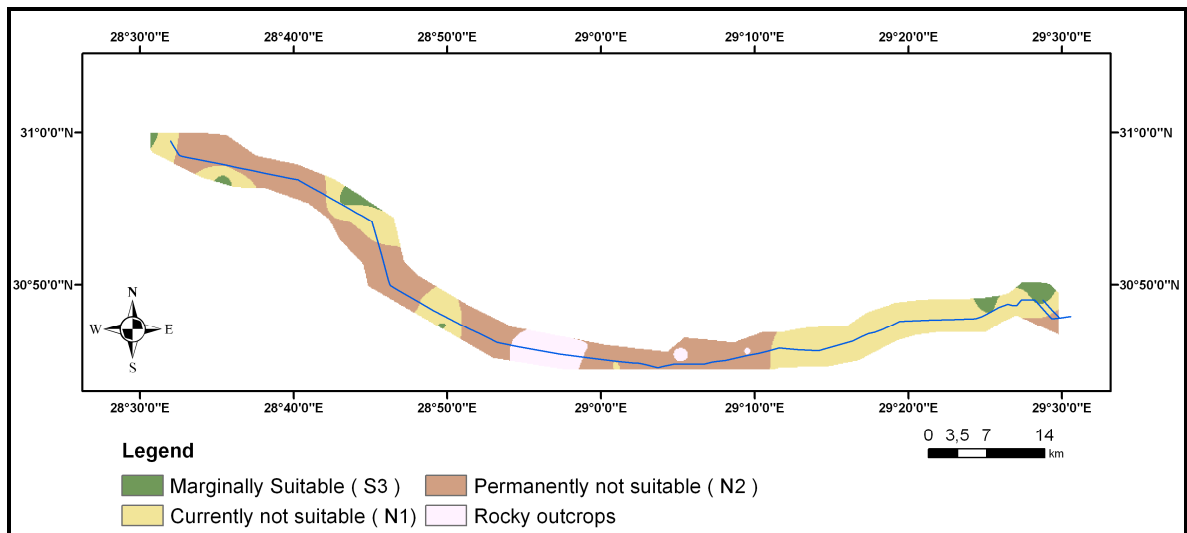 28°30'0"E 28°40'0"E 28°50'0"E 29°0'0"E 29°10'0"E 29°20'0"E 29°30'0"E
31°0'0"N 31°0'0"N
30°50'0"N 30°50'0"N
N
W E
S
28°30'0"E 28°40'0"E 28°50'0"E 29°0'0"E 29°10'0"E 29°20'0"E 29°30'0"E
0 3,5 7 14
km
Legend
Marginally Suitable ( S3 ) Permanently not suitable ( N2 )
Currently not suitable ( N1) Rocky outcrops